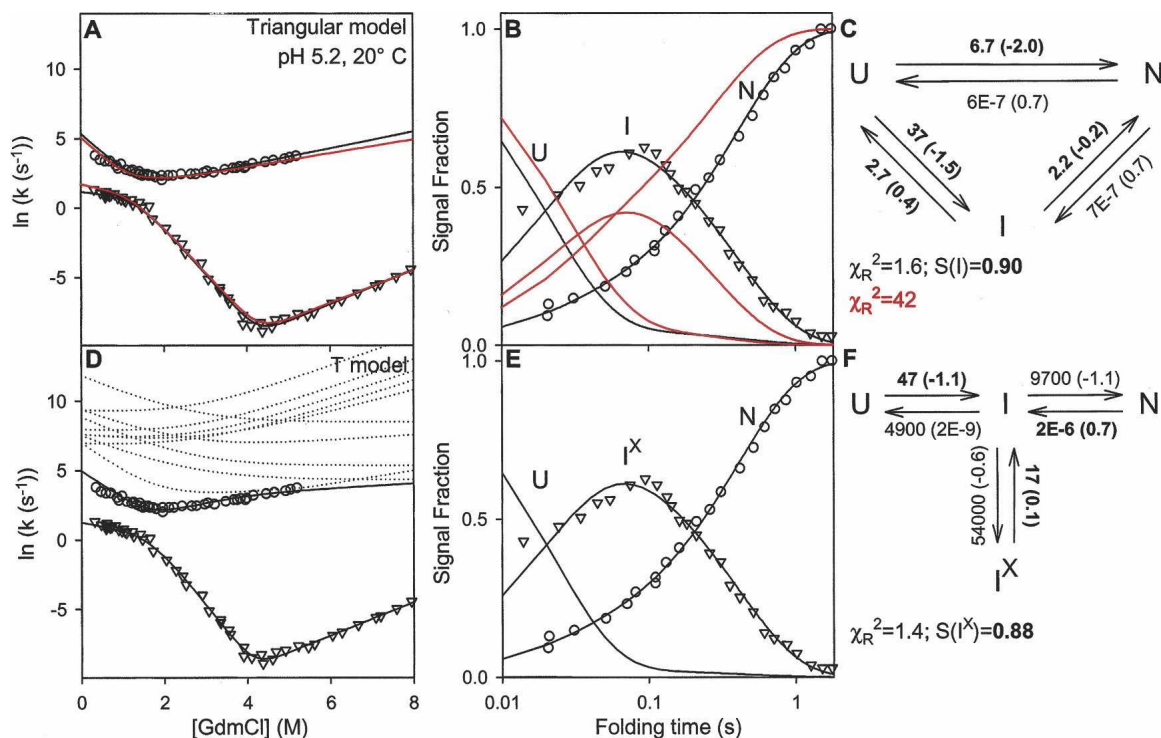 A
Triangular model
pH 5.2, 20° C
ln (k (s⁻¹))
10
5
0
-5
B
1.0
0.5
0.0
Signal Fraction
U
I
N
C
U
6.7 (-2.0)
6E-7 (0.7)
N
37 (-1.5)
2.7 (0.4)
2.2 (-0.2)
7E-7 (0.7)
I
χR²=1.6; S(I)=0.90
χR²=42
D
T model
ln (k (s⁻¹))
10
5
0
-5
0 2 4 6 8
[GdmCl] (M)
E
1.0
0.5
0.0
Signal Fraction
U
Iˣ
N
0.01 0.1 1
Folding time (s)
F
U
47 (-1.1)
4900 (2E-9)
I
9700 (-1.1)
2E-6 (0.7)
N
54000 (-0.6)
17 (0.1)
Iˣ
χR²=1.4; S(Iˣ)=0.88